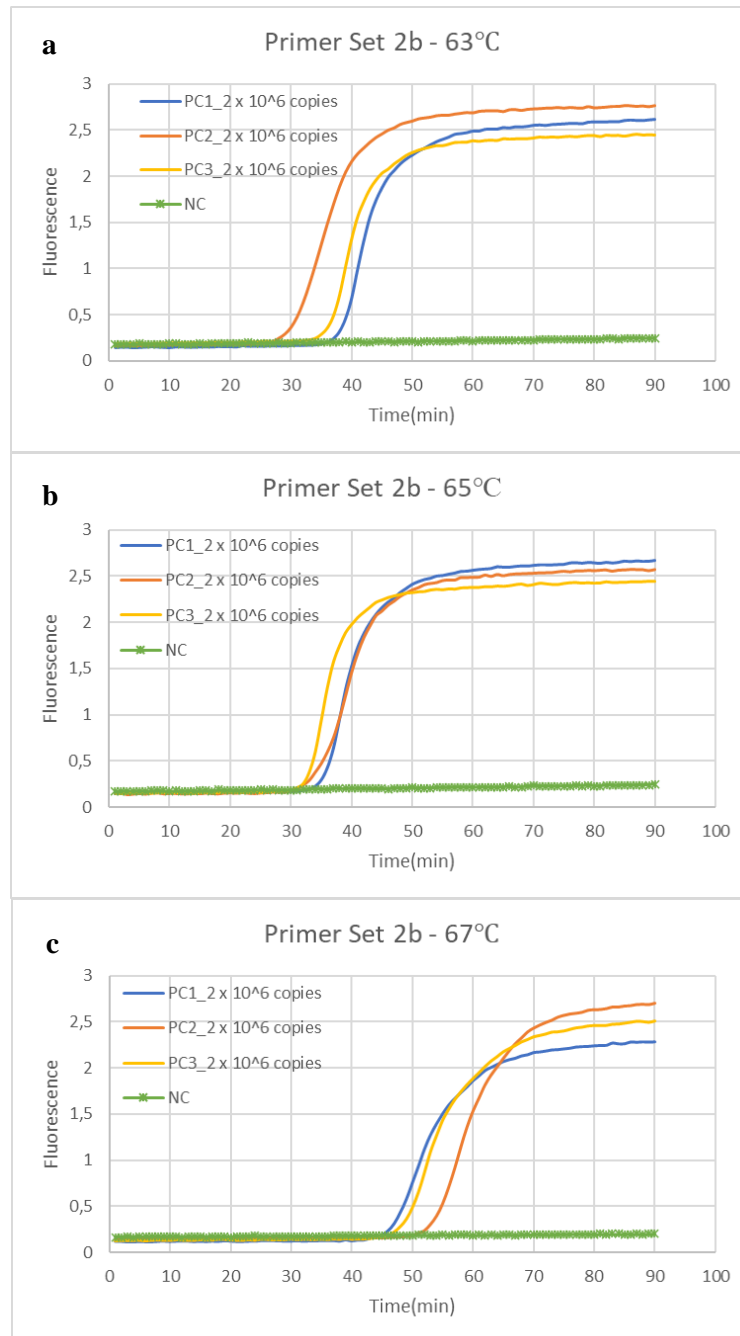 a
Primer Set 2b - 63℃
3
2,5
2
1,5
1
0,5
0
Fluorescence
PC1_2 x 10^6 copies
PC2_2 x 10^6 copies
PC3_2 x 10^6 copies
NC
0 10 20 30 40 50 60 70 80 90 100
Time(min)
b
Primer Set 2b - 65℃
3
2,5
2
1,5
1
0,5
0
Fluorescence
PC1_2 x 10^6 copies
PC2_2 x 10^6 copies
PC3_2 x 10^6 copies
NC
0 10 20 30 40 50 60 70 80 90 100
Time(min)
c
Primer Set 2b - 67℃
3
2,5
2
1,5
1
0,5
0
Fluorescence
PC1_2 x 10^6 copies
PC2_2 x 10^6 copies
PC3_2 x 10^6 copies
NC
0 10 20 30 40 50 60 70 80 90 100
Time(min)